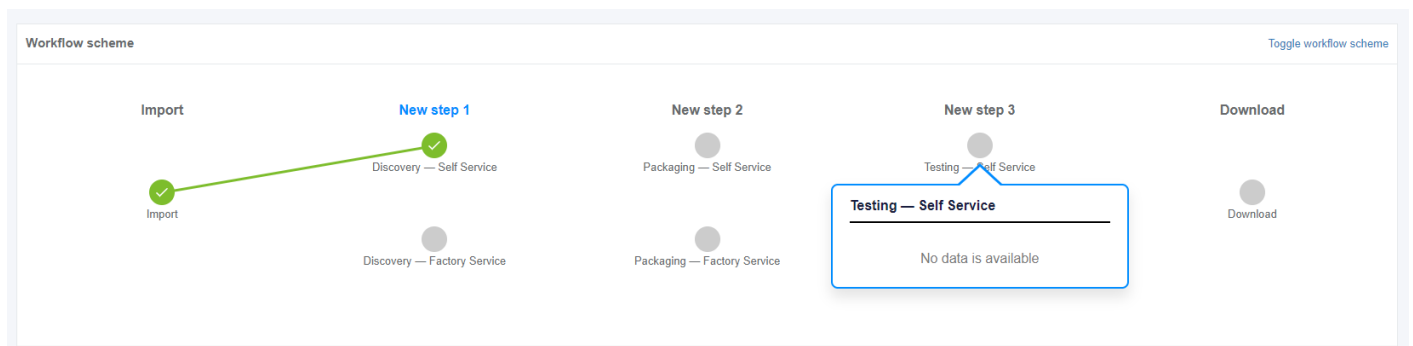 Workflow scheme
Toggle workflow scheme
Import
New step 1
New step 2
New step 3
Download
Discovery — Self Service
Packaging — Self Service
Testing — Self Service
Import
Download
Discovery — Factory Service
Packaging — Factory Service
Testing — Self Service
No data is available